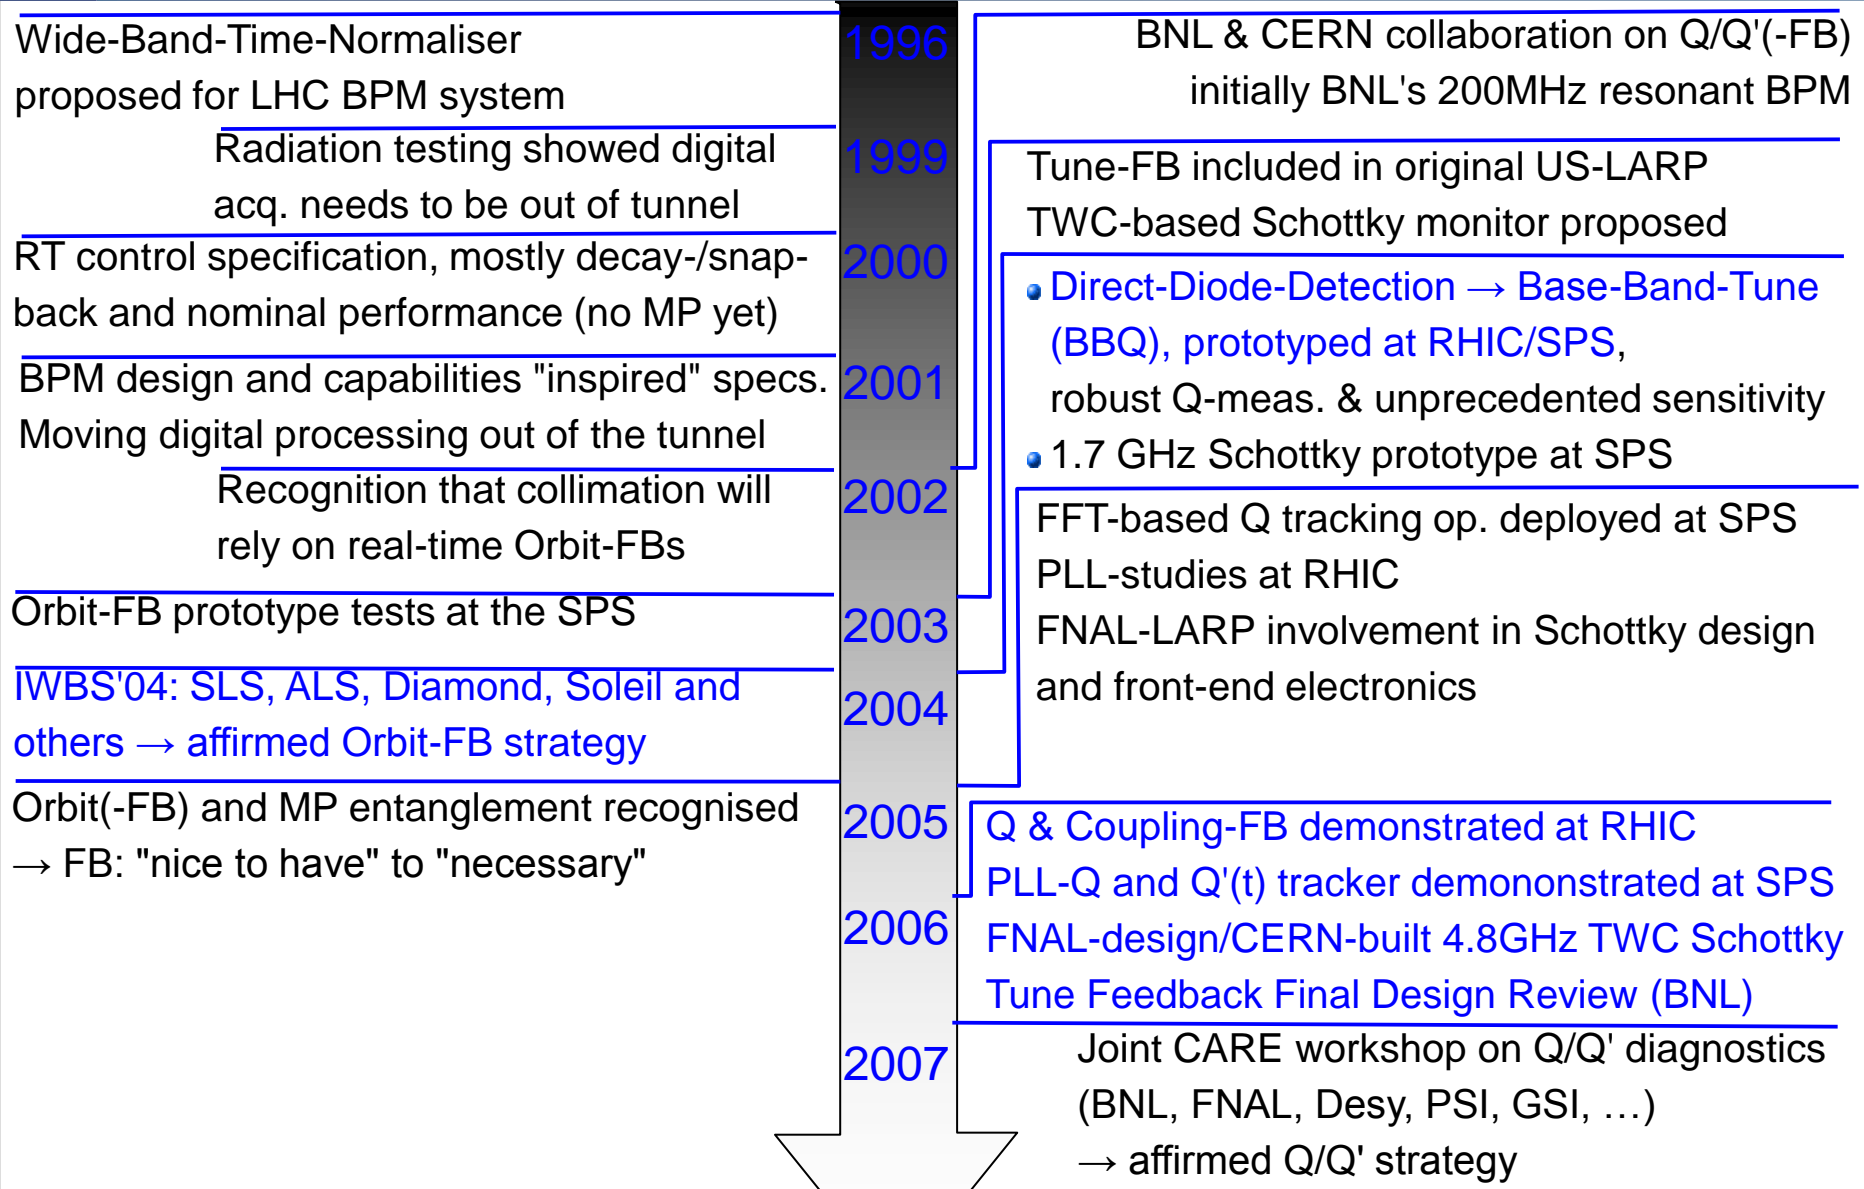 Wide-Band-Time-Normaliser
proposed for LHC BPM system
Radiation testing showed digital
acq. needs to be out of tunnel
RT control specification, mostly decay-/snap-
back and nominal performance (no MP yet)
BPM design and capabilities "inspired" specs.
Moving digital processing out of the tunnel
Recognition that collimation will
rely on real-time Orbit-FBs
Orbit-FB prototype tests at the SPS
IWBS'04: SLS, ALS, Diamond, Soleil and
others → affirmed Orbit-FB strategy
Orbit(-FB) and MP entanglement recognised
→ FB: "nice to have" to "necessary"
1996
1999
2000
2001
2002
2003
2004
2005
2006
2007
BNL & CERN collaboration on Q/Q'(-FB)
initially BNL's 200MHz resonant BPM
Tune-FB included in original US-LARP
TWC-based Schottky monitor proposed
Direct-Diode-Detection → Base-Band-Tune
(BBQ), prototyped at RHIC/SPS,
robust Q-meas. & unprecedented sensitivity
1.7 GHz Schottky prototype at SPS
FFT-based Q tracking op. deployed at SPS
PLL-studies at RHIC
FNAL-LARP involvement in Schottky design
and front-end electronics
Q & Coupling-FB demonstrated at RHIC
PLL-Q and Q'(t) tracker demononstrated at SPS
FNAL-design/CERN-built 4.8GHz TWC Schottky
Tune Feedback Final Design Review (BNL)
Joint CARE workshop on Q/Q' diagnostics
(BNL, FNAL, Desy, PSI, GSI, …)
→ affirmed Q/Q' strategy